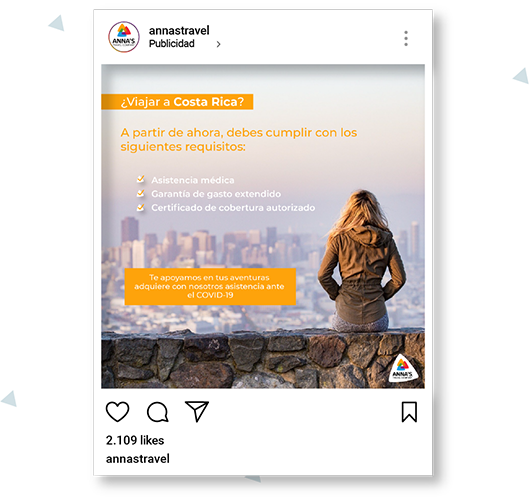 annastravel
Publicidad
ANNA'S
¿Viajar a Costa Rica?
A partir de ahora, debes cumplir con los
siguientes requisitos:
Asistencia médica
Garantía de gasto extendido
Certificado de cobertura autorizado
Te apoyamos en tus aventuras
adquiere con nosotros asistencia ante
el COVID-19
ANNA'S
2.109 likes
annastravel